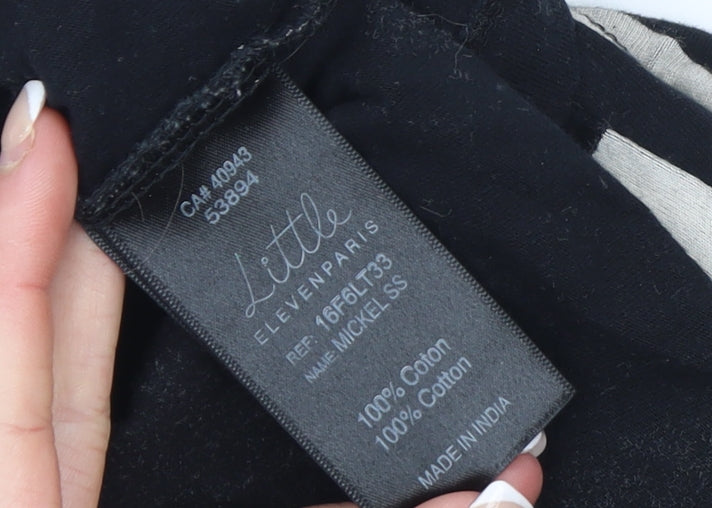 CA# 40943
53894
Little
ELEVENPARIS
REF: 16F6LT33
NAME: MICKEL SS
100% Coton
100% Cotton
MADE IN INDIA